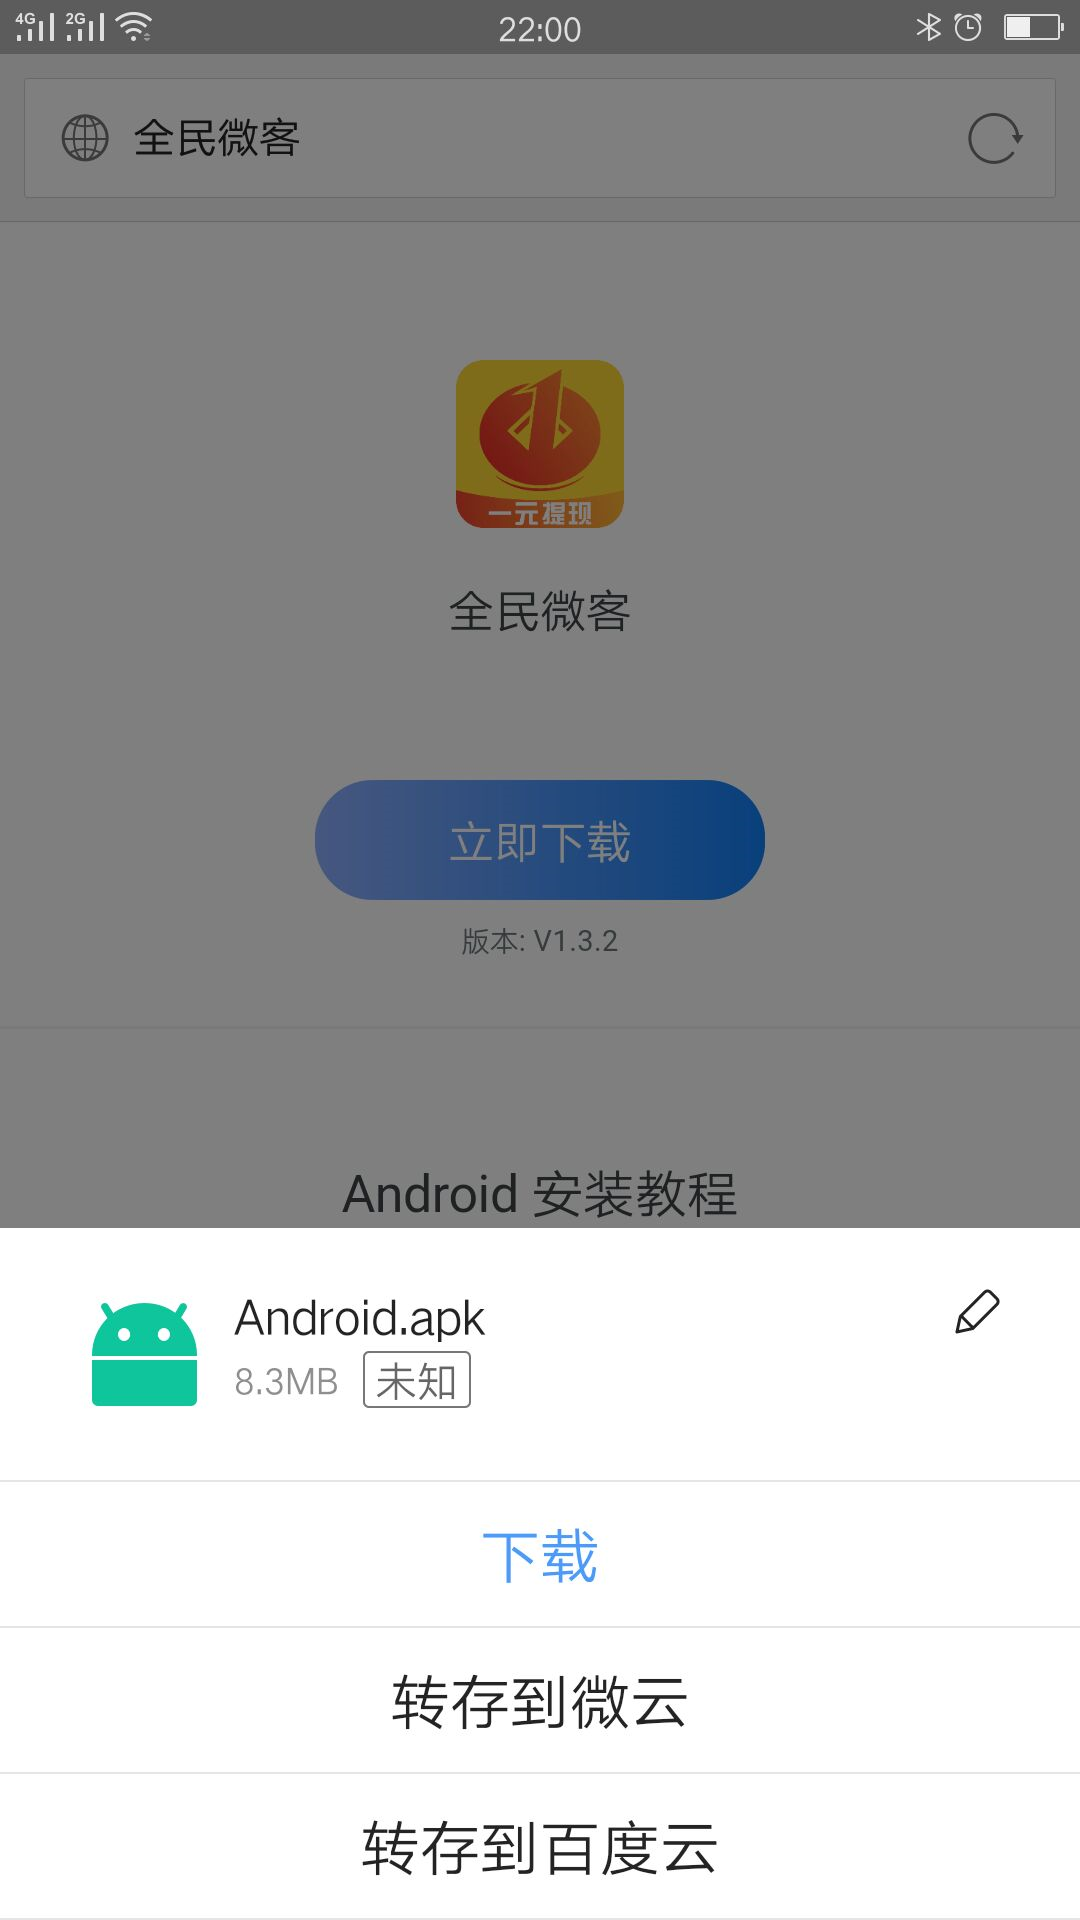 4G 2G 22:00
全民微客
一元提现
全民微客
立即下载
版本: V1.3.2
Android 安装教程
Android.apk
8.3MB 未知
下载
转存到微云
转存到百度云